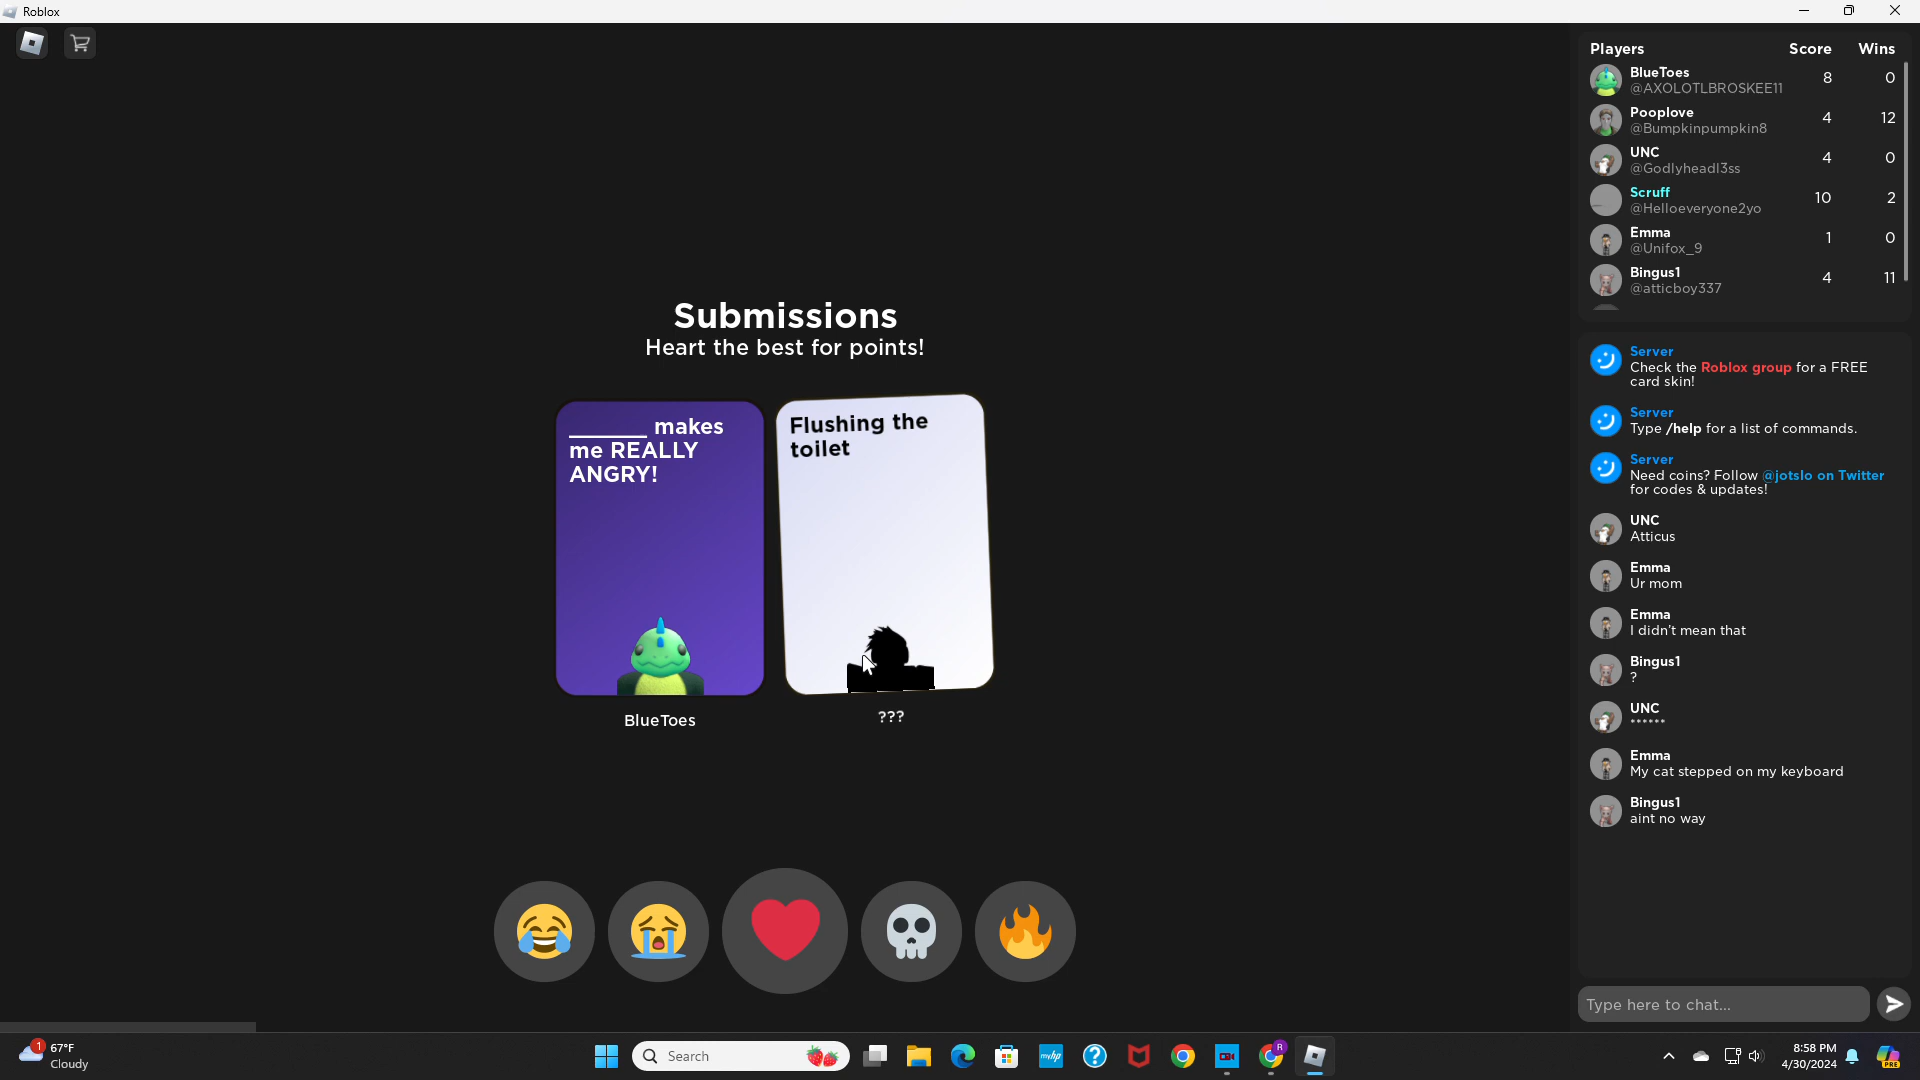 Roblox
Players Score Wins
BlueToes
@AXOLOTLBROSKEE11 8 0
Pooplove
@Bumpkinpumpkin8 4 12
UNC
@Godlyheadl3ss 4 0
Scruff
@Helloeveryone2yo 10 2
Emma
@Unifox_9 1 0
Bingus1
@atticboy337 4 11
Submissions
Heart the best for points!
______ makes
me REALLY
ANGRY!
BlueToes
Flushing the
toilet
???
Server
Check the Roblox group for a FREE
card skin!
Server
Type /help for a list of commands.
Server
Need coins? Follow @jotslo on Twitter
for codes & updates!
UNC
Atticus
Emma
Ur mom
Emma
I didn't mean that
Bingus1
?
UNC
******
Emma
My cat stepped on my keyboard
Bingus1
aint no way
Type here to chat...
1
67°F
Cloudy
Search
myhp
R
8:58 PM
4/30/2024
PRE